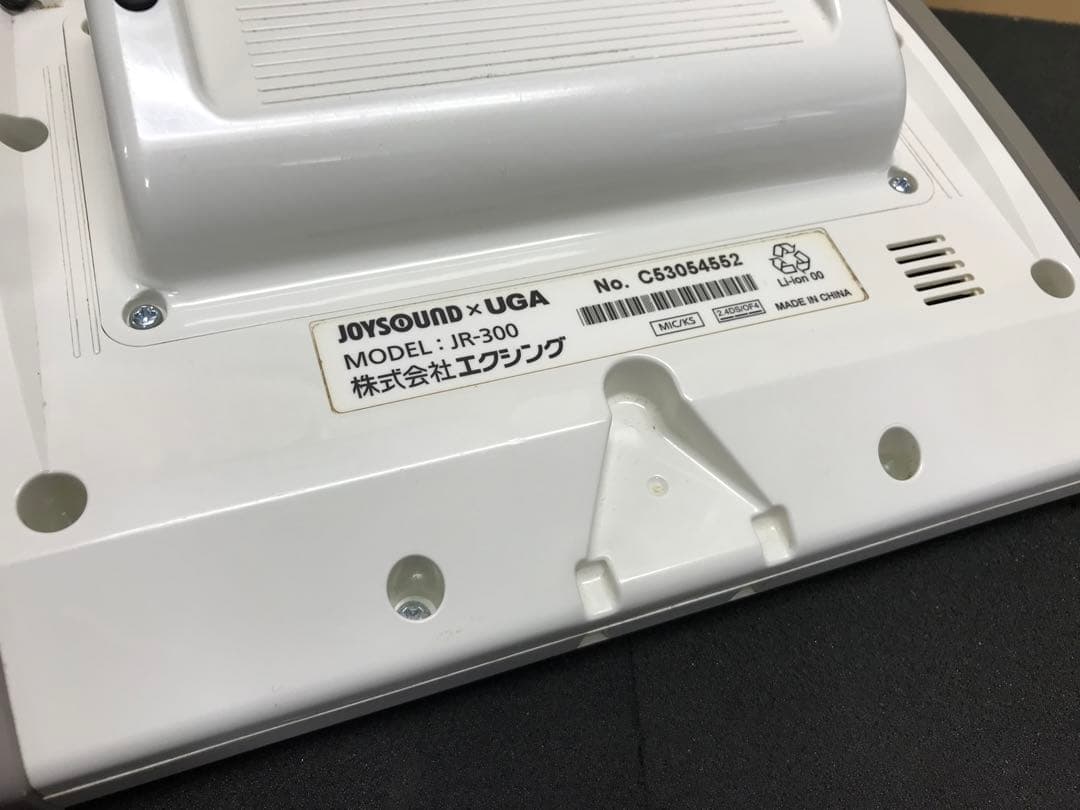 JOYSOUND × UGA
MODEL : JR-300
株式会社エクシング
No. C53054552
MIC/KS
2.4DS/OF4
Li-ion 00
MADE IN CHINA